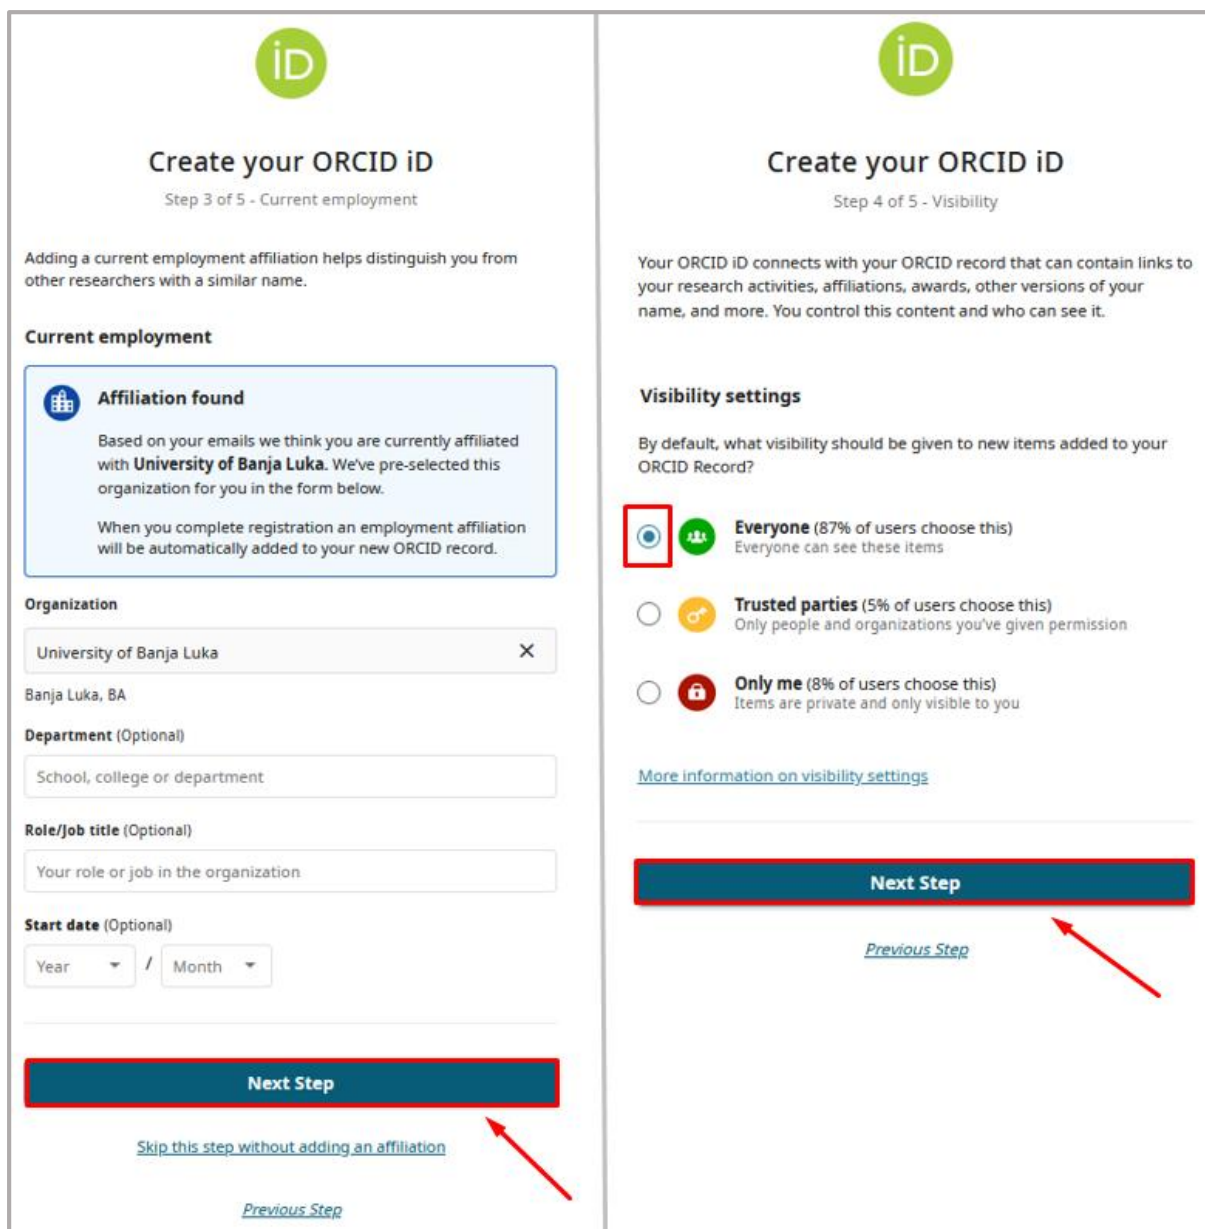 iD
Create your ORCID iD
Step 3 of 5 - Current employment
Adding a current employment affiliation helps distinguish you from
other researchers with a similar name.
Current employment
Affiliation found
Based on your emails we think you are currently affiliated
with University of Banja Luka. We've pre-selected this
organization for you in the form below.
When you complete registration an employment affiliation
will be automatically added to your new ORCID record.
Organization
University of Banja Luka
Banja Luka, BA
Department (Optional)
School, college or department
Role/Job title (Optional)
Your role or job in the organization
Start date (Optional)
Year / Month
Next Step
Skip this step without adding an affiliation
Previous Step
iD
Create your ORCID iD
Step 4 of 5 - Visibility
Your ORCID iD connects with your ORCID record that can contain links to
your research activities, affiliations, awards, other versions of your
name, and more. You control this content and who can see it.
Visibility settings
By default, what visibility should be given to new items added to your
ORCID Record?
Everyone (87% of users choose this)
Everyone can see these items
Trusted parties (5% of users choose this)
Only people and organizations you've given permission
Only me (8% of users choose this)
Items are private and only visible to you
More information on visibility settings
Next Step
Previous Step